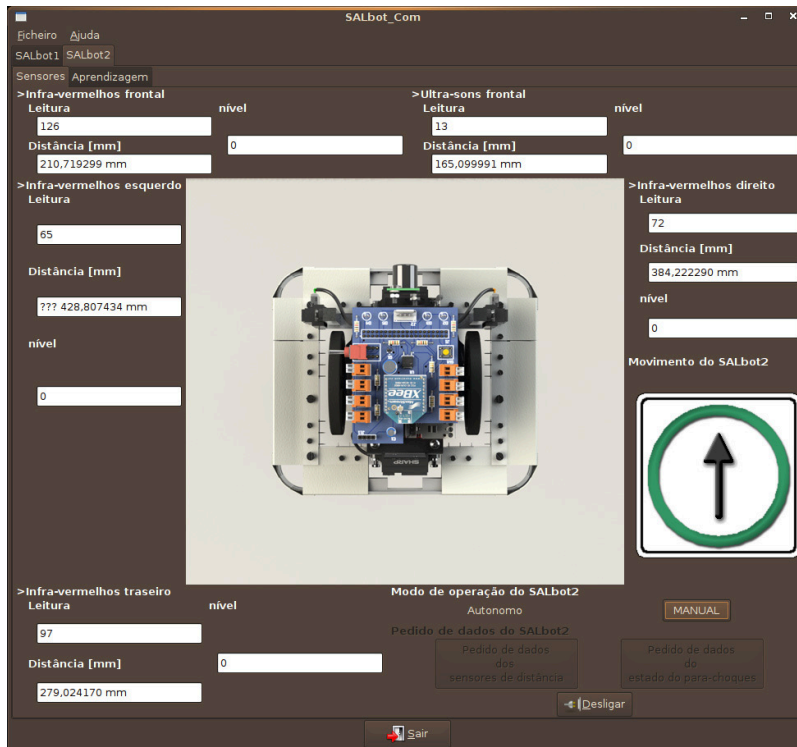 SALbot_Com
Ficheiro Ajuda
SALbot1 SALbot2
Sensores Aprendizagem
>Infra-vermelhos frontal
Leitura nível
126
Distância [mm]
0
210,719299 mm
>Ultra-sons frontal
Leitura nível
13
Distância [mm]
0
165,099991 mm
>Infra-vermelhos esquerdo
Leitura
65
Distância [mm]
??? 428,807434 mm
nível
0
XBee
SHARP
>Infra-vermelhos direito
Leitura
72
Distância [mm]
384,222290 mm
nível
0
Movimento do SALbot2
>Infra-vermelhos traseiro
Leitura nível
97
Distância [mm]
0
279,024170 mm
Modo de operação do SALbot2
Autonomo MANUAL
Pedido de dados do SALbot2
Pedido de dados
dos
sensores de distância
Pedido de dados
do
estado do para-choques
Desligar
Sair